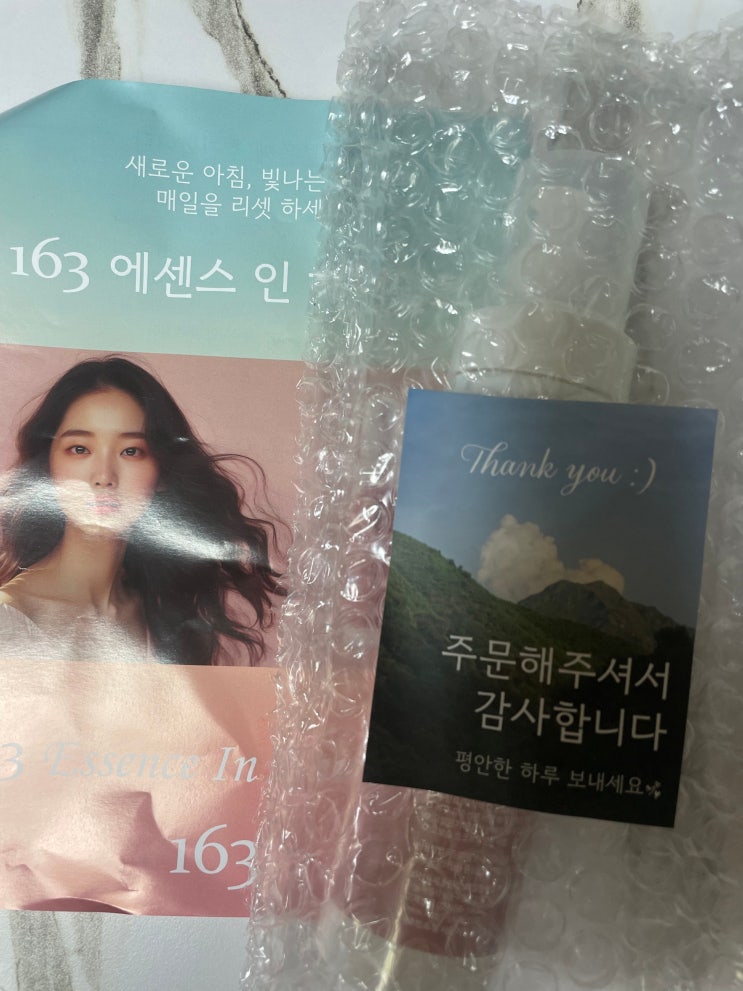 새로운 아침, 빛나는
매일을 리셋 하세
163 에센스 인
3 Essence In
163
Thank you :)
주문해주셔서
감사합니다
평안한 하루 보내세요